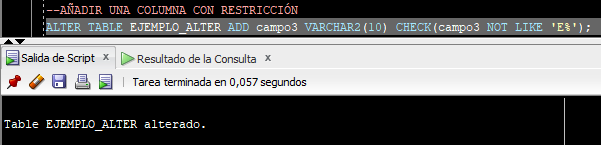 --AÑADIR UNA COLUMNA CON RESTRICCIÓN
ALTER TABLE EJEMPLO_ALTER ADD campo3 VARCHAR2(10) CHECK(campo3 NOT LIKE 'E%');
Salida de Script x Resultado de la Consulta x
Tarea terminada en 0,057 segundos
Table EJEMPLO_ALTER alterado.